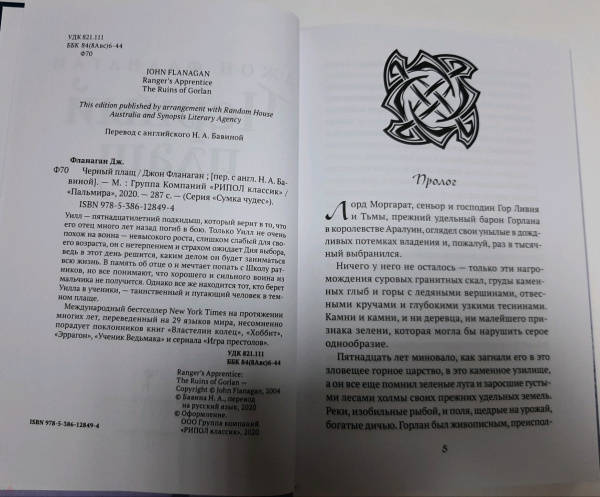 УДК 821.111
ББК 84(8Авс)6-44
Ф70
JOHN FLANAGAN
Ranger's Apprentice
The Ruins of Gorlan
This edition published by arrangement with Random House
Australia and Synopsis Literary Agency
Перевод с английского Н. А. Бавиной
Фланаган Дж.
Ф70 Черный плащ / Джон Фланаган ; [пер. с англ. Н. А. Ба-
виной]. — М. : Группа Компаний «РИПОЛ классик» /
«Пальмира», 2020. — 287 с. — (Серия «Сумка чудес»).
ISBN 978-5-386-12849-4
Уилл — пятнадцатилетний подкидыш, который верит в то, что
его отец много лет назад погиб в бою. Только Уилл не очень
похож на воина — невысокого роста, слишком слабый для сво-
его возраста, он с нетерпением и страхом ожидает Дня выбора,
ведь в этот день решится, каким делом он будет заниматься
всю жизнь. В память об отце он и мечтает попасть в Школу рат-
ников, но все понимают, что хорошего и сильного воина из
мальчика не получится. Однако все же находится тот, кто берет
Уилла в ученики, — таинственный и пугающий человек в тем-
ном плаще.
Международный бестселлер New York Times на протяжении
многих лет, переведенный на 29 языков мира, несомненно
порадует поклонников книг «Властелин колец», «Хоббит»,
"Эррагон», "Ученик Ведьмака" и сериала «Игра престолов».
УДК 821.111
ББК 84(8Авс)6-44
Ranger's Apprentice:
The Ruins of Gorlan —
Copyright © John Flanagan, 2004
© Бавина Н. А., перевод
на русский язык, 2020
© Оформление.
ООО Группа компаний
«РИПОЛ классик», 2020
ISBN 978-5-386-12849-4
Пролог
Лорд Моргарат, сеньор и господин Гор Ливня
и Тьмы, прежний удельный барон Горлана
в королевстве Аралуин, оглядел свои унылые в дож-
дливых потемках владения и, пожалуй, раз в тысяч-
ный выбранился.
Ничего у него не осталось — только эти нагро-
мождения суровых гранитных скал, груды камен-
ных глыб и горы с ледяными вершинами, отвес-
ными кручами и глубокими узкими теснинами.
Камни и камни, и ни деревца, ни малейшего при-
знака зелени, которая могла бы нарушить серое
однообразие.
Пятнадцать лет миновало, как загнали его в это
зловещее горное царство, в это каменное узилище,
а он все еще помнил зеленые луга и заросшие густы-
ми лесами холмы своих прежних удельных земель.
Реки, изобильные рыбой, и поля, щедрые на урожай,
богатые дичью. Горлан был живописным, преиспол-
5